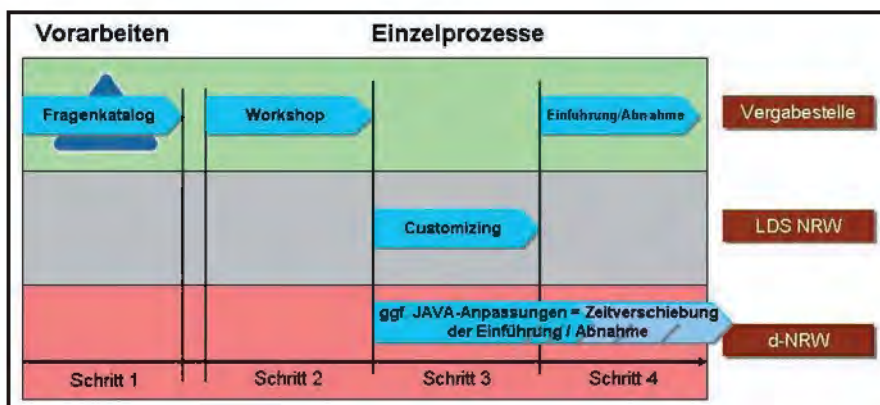 Vorarbeiten Einzelprozesse
Fragenkatalog Workshop Einführung/Abnahme Vergabestelle
Customizing LDS NRW
ggf. JAVA-Anpassungen = Zeitverschiebung
der Einführung / Abnahme
d-NRW
Schritt 1 Schritt 2 Schritt 3 Schritt 4